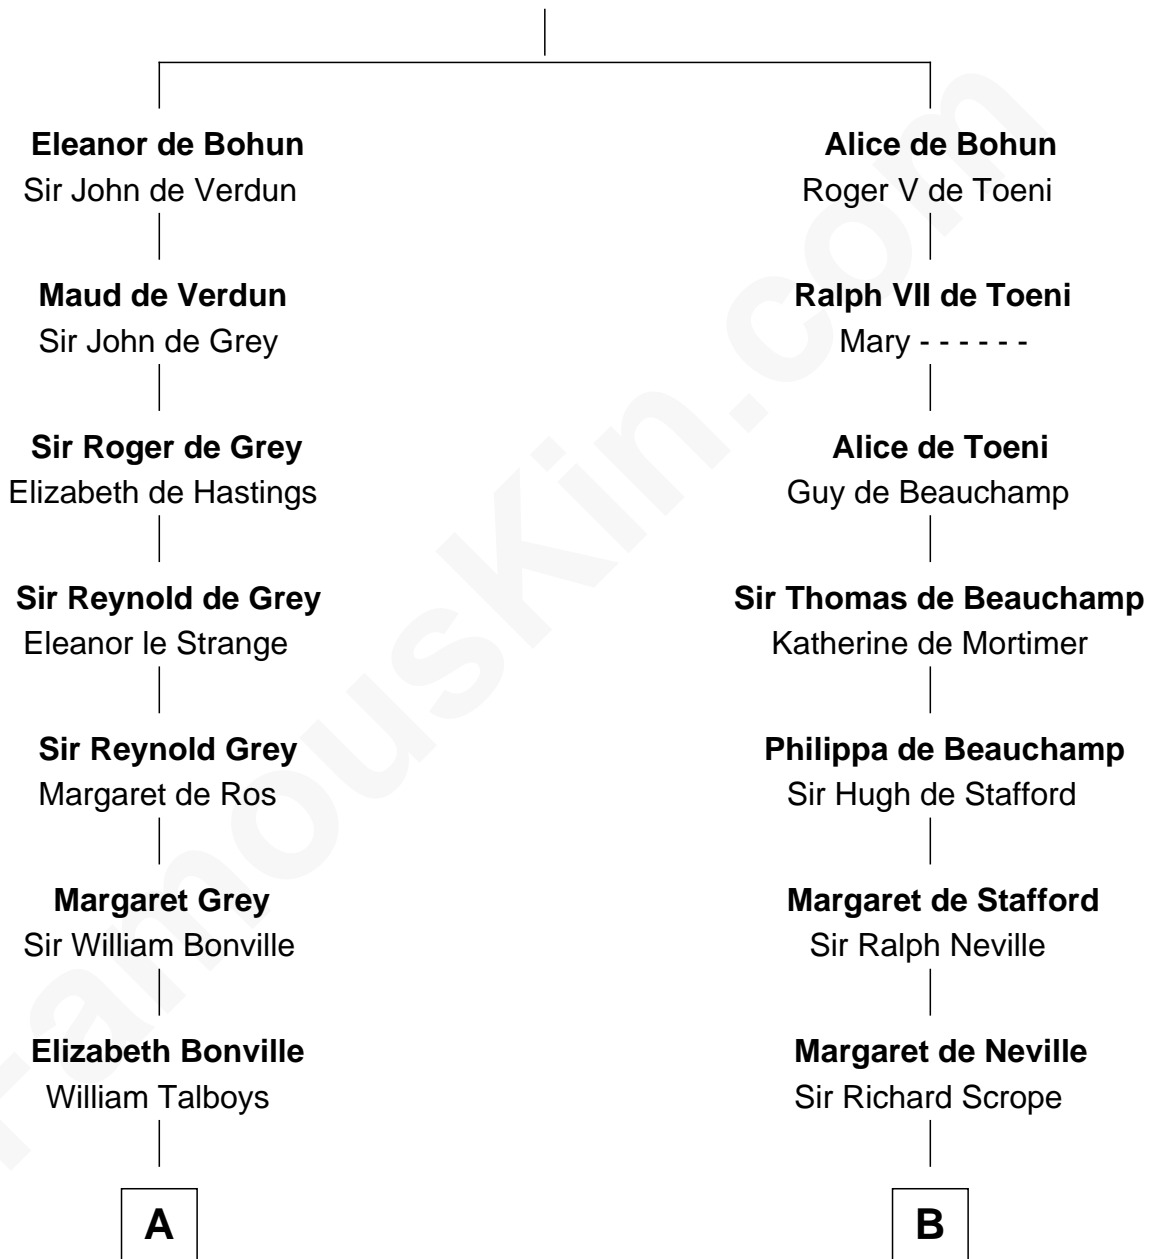 Eleanor de Bohun
Sir John de Verdun
Maud de Verdun
Sir John de Grey
Sir Roger de Grey
Elizabeth de Hastings
Sir Reynold de Grey
Eleanor le Strange
Sir Reynold Grey
Margaret de Ros
Margaret Grey
Sir William Bonville
Elizabeth Bonville
William Talboys
A
Alice de Bohun
Roger V de Toeni
Ralph VII de Toeni
Mary - - - - - -
Alice de Toeni
Guy de Beauchamp
Sir Thomas de Beauchamp
Katherine de Mortimer
Philippa de Beauchamp
Sir Hugh de Stafford
Margaret de Stafford
Sir Ralph Neville
Margaret de Neville
Sir Richard Scrope
B
FamousKin.com